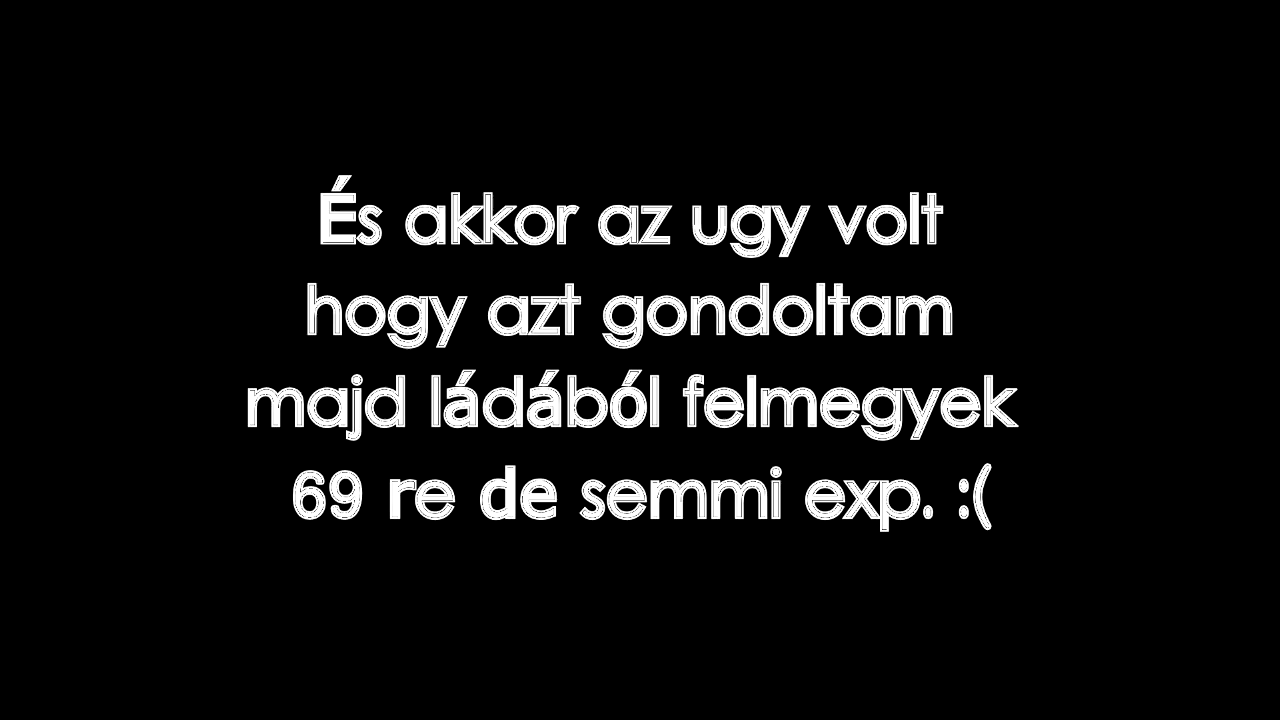 És akkor az ugy volt
hogy azt gondoltam
majd ládából felmegyek
69 re de semmi exp. :(